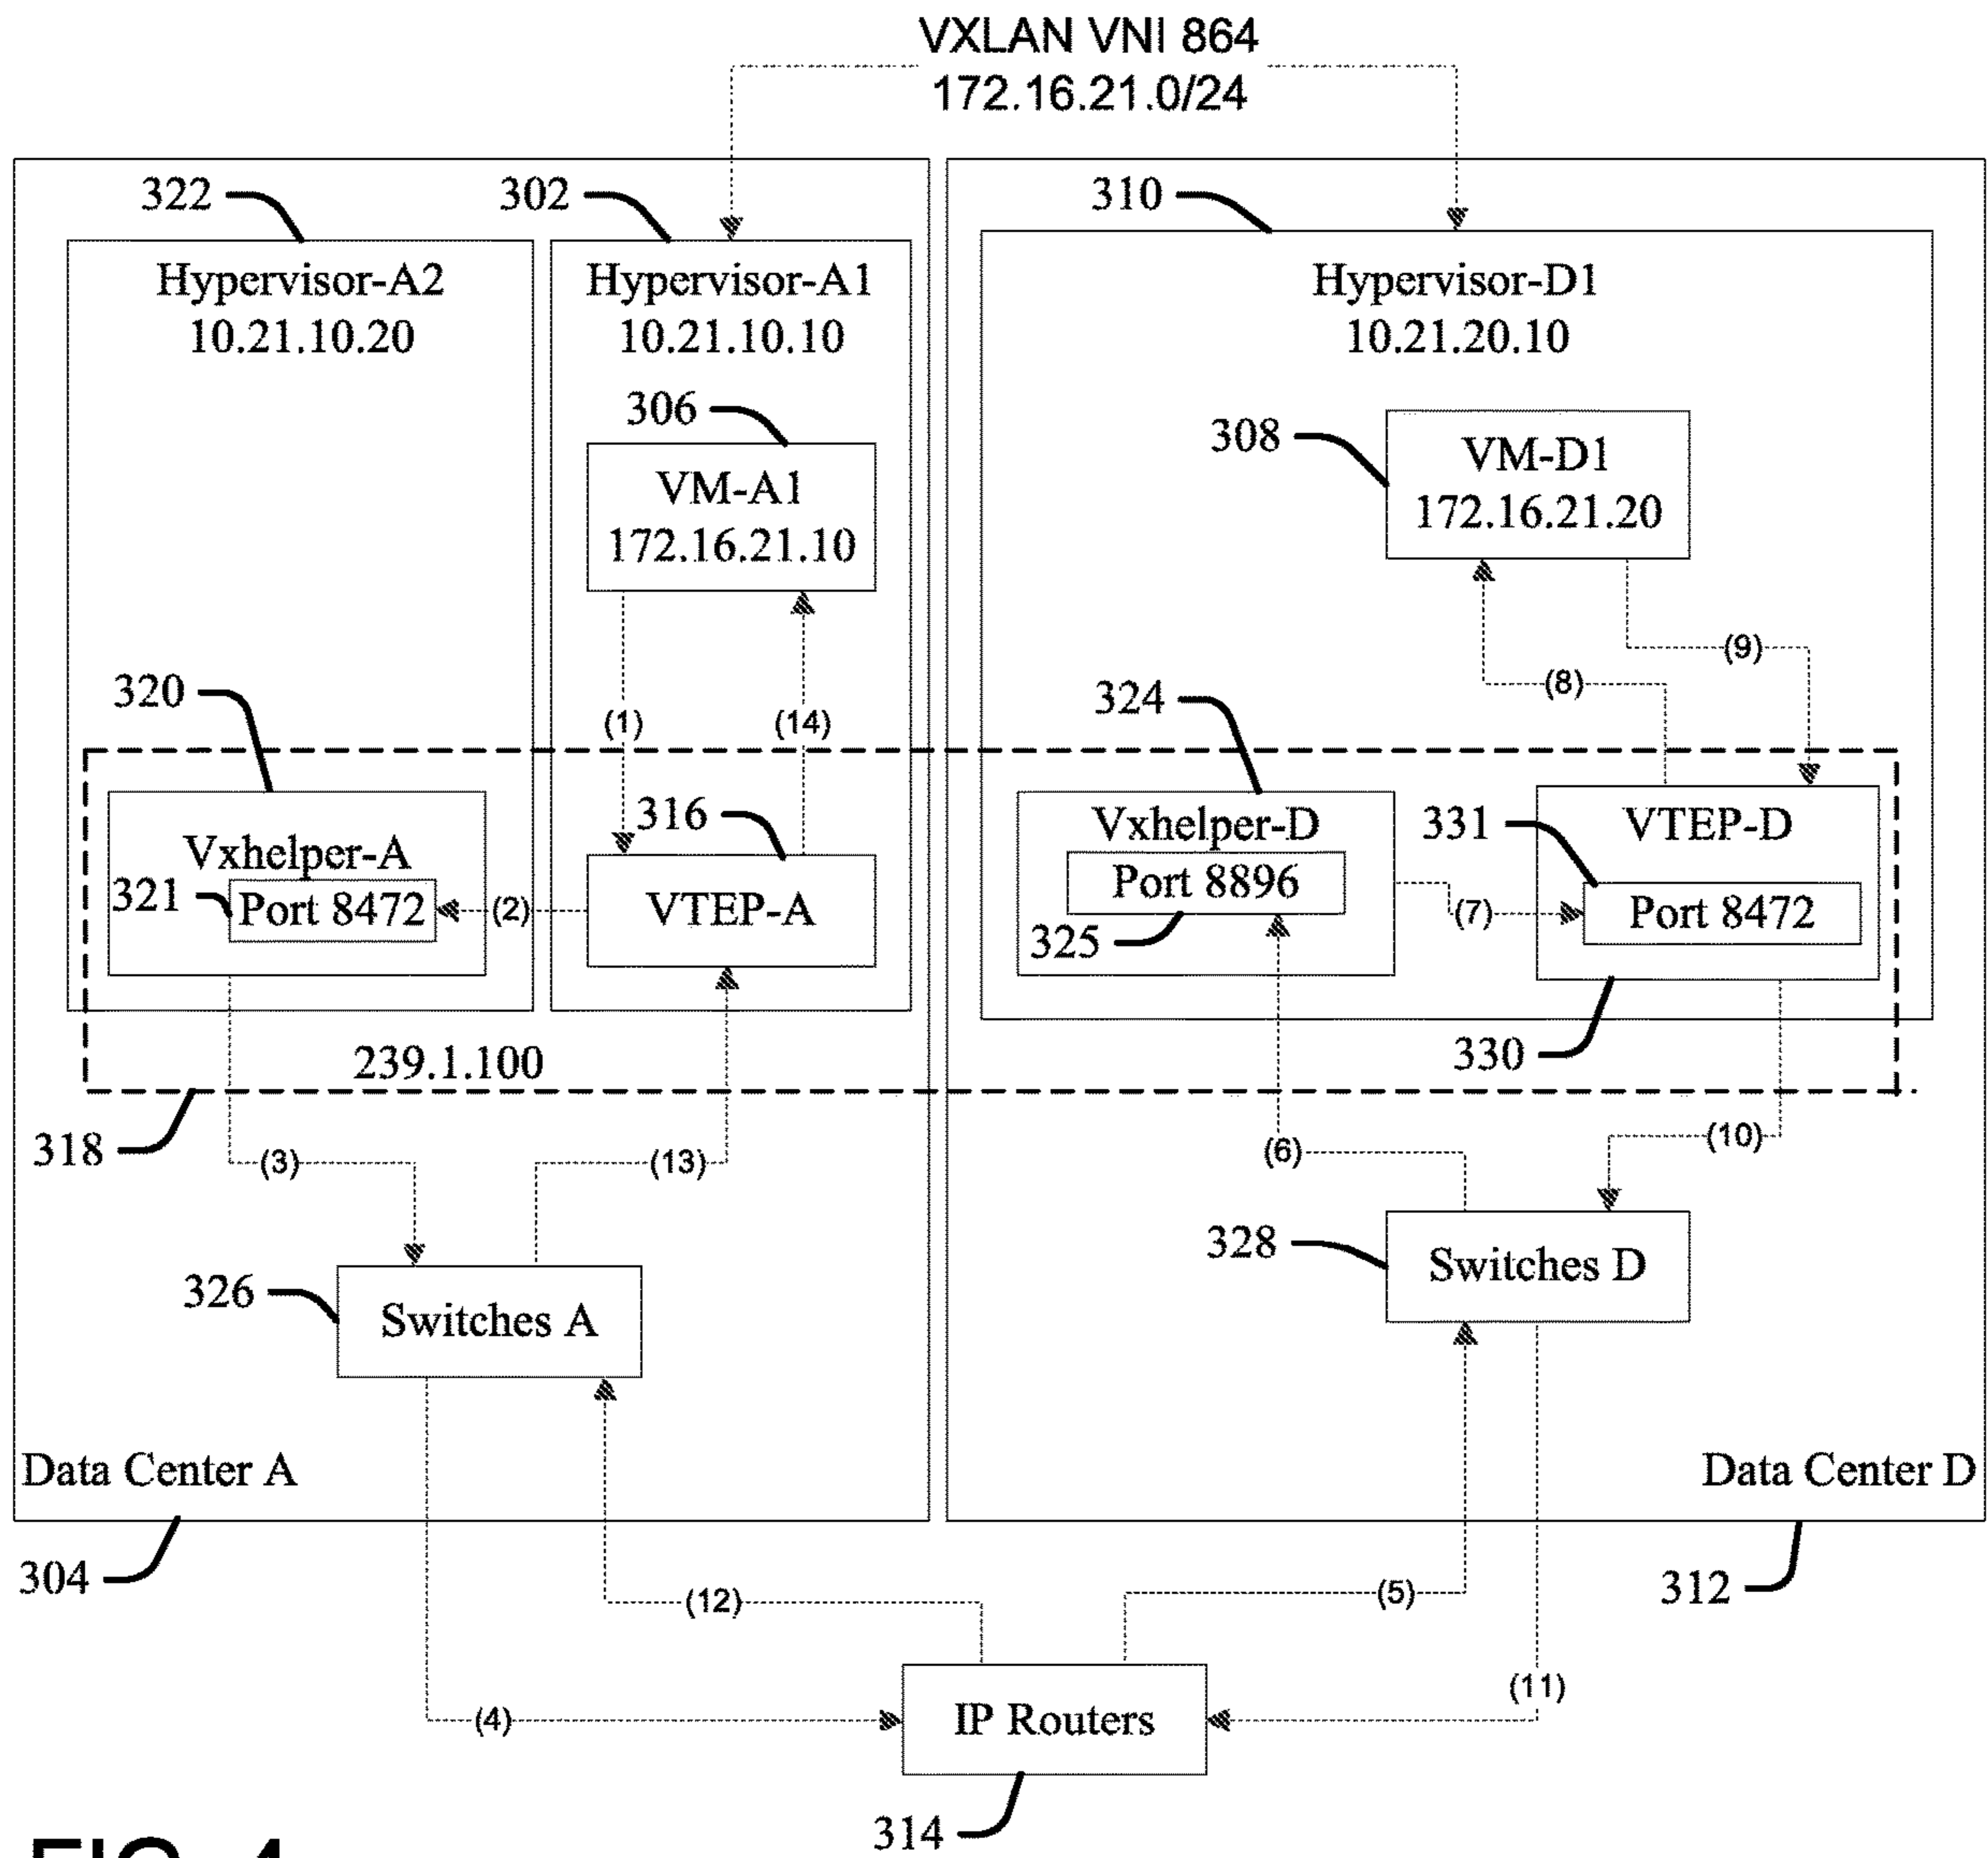 VXLAN VNI 864
172.16.21.0/24
322
302
310
Hypervisor-A2
10.21.10.20
Hypervisor-A1
10.21.10.10
Hypervisor-D1
10.21.20.10
306
308
VM-A1
172.16.21.10
VM-D1
172.16.21.20
(9)
(8)
320
324
(1)
(14)
316
331
Vxhelper-A
321
Port 8472
(2)
VTEP-A
Vxhelper-D
Port 8896
325
(7)
VTEP-D
Port 8472
239.1.100
330
318
(3)
(13)
(6)
(10)
326
Switches A
328
Switches D
Data Center A
Data Center D
304
312
(12)
(5)
(4)
(11)
IP Routers
314